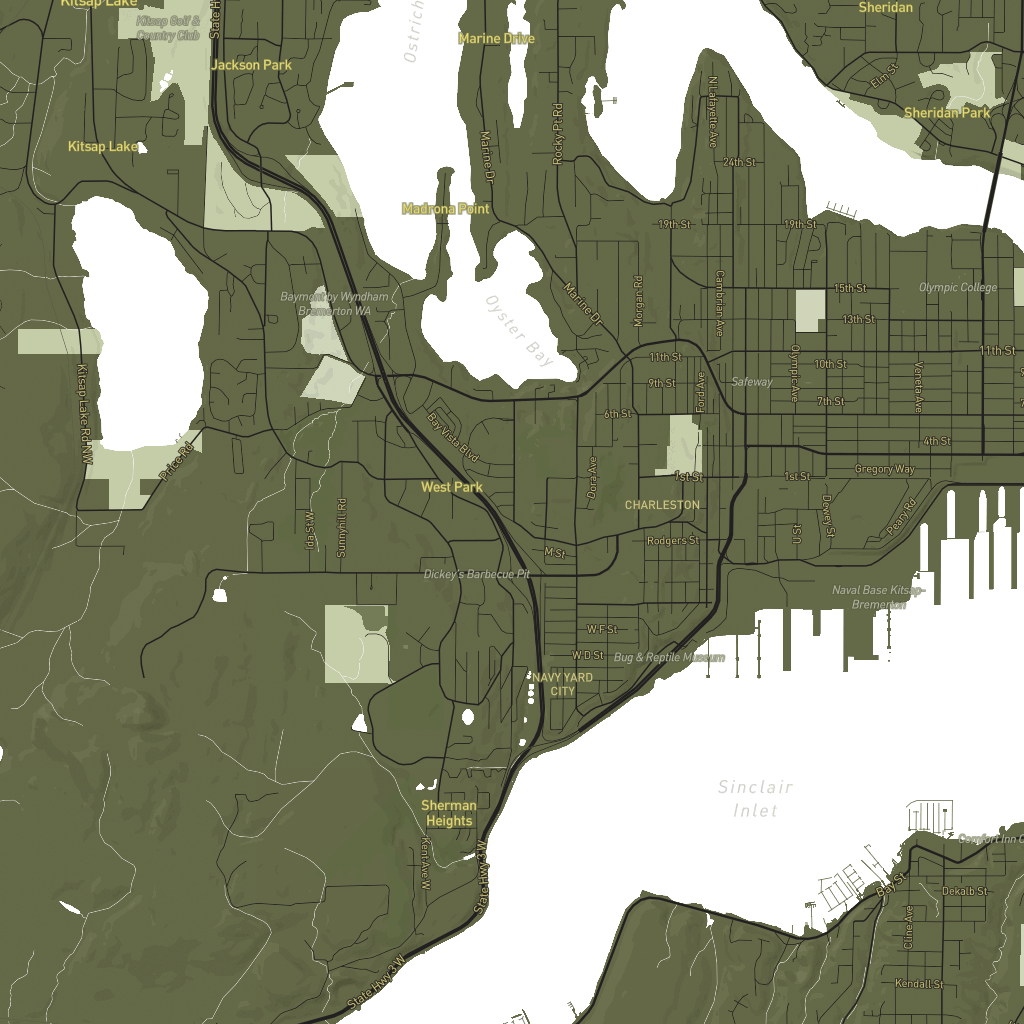 Kitsap Lake
State H
Kitsap Golf &
Country Club
Jackson Park
Ostrich
Marine Drive
Sheridan
Elm St
Sheridan Park
Kitsap Lake
Marine Dr
Rocky Pt Rd
N Lafayette Ave
24th St
Madrona Point
19th St
19th St
Baymont by Wyndham
Bremerton WA
Oyster Bay
Marine Dr
Morgan Rd
Cambrian Ave
15th St
Olympic College
13th St
11th St
11th St
10th St
Olympic Ave
Veneta Ave
9th St
Ford Ave
Safeway
7th St
6th St
Kitsap Lake Rd NW
Price Rd
Bay Vista Blvd
4th St
Gregory Way
Dora Ave
1st St
1st St
West Park
CHARLESTON
Ida St W
Sunnyhill Rd
U St
Dewey St
Peary Rd
M St
Rodgers St
Dickey's Barbecue Pit
Naval Base Kitsap-
Bremerton
W F St
W D St
Bug & Reptile Museum
NAVY YARD
CITY
Sinclair
Inlet
Sherman
Heights
Kent Ave W
State Hwy 3 W
State Hwy 3 W
Comfort Inn O
Bay St
Dekalb St
Cline Ave
Kendall St